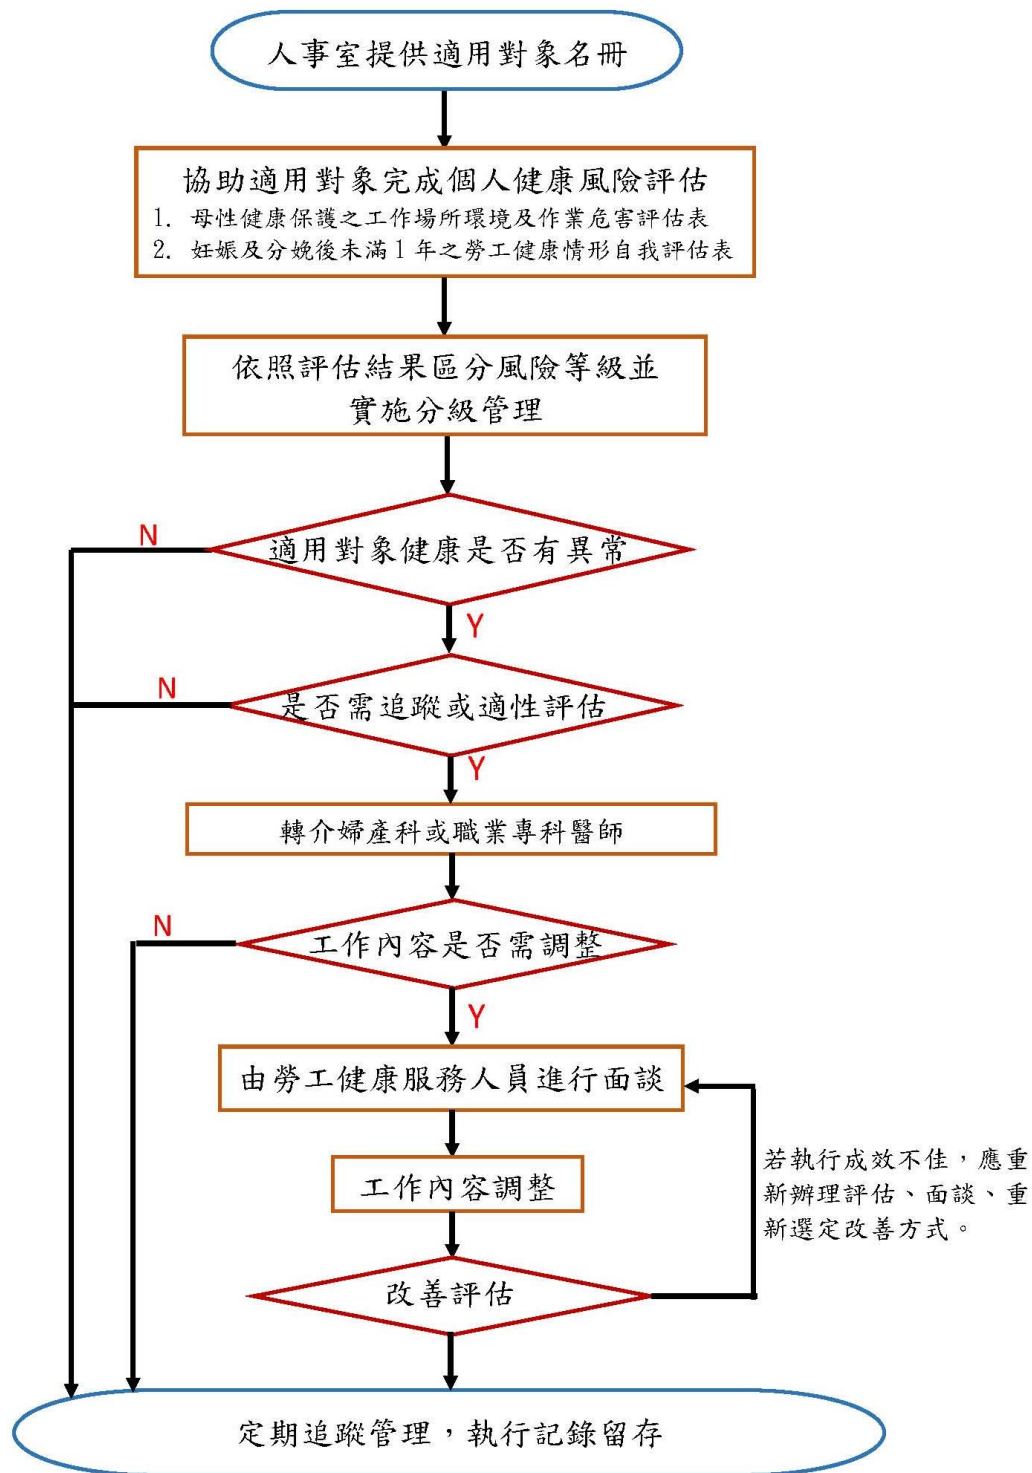 人事室提供適用對象名冊
協助適用對象完成個人健康風險評估
1. 母性健康保護之工作場所環境及作業危害評估表
2. 妊娠及分娩後未滿1年之勞工健康情形自我評估表
依照評估結果區分風險等級並
實施分級管理
N
適用對象健康是否有異常
Y
N
是否需追蹤或適性評估
Y
轉介婦產科或職業專科醫師
N
工作內容是否需調整
Y
由勞工健康服務人員進行面談
工作內容調整
若執行成效不佳，應重
新辦理評估、面談、重
新選定改善方式。
改善評估
定期追蹤管理，執行記錄留存